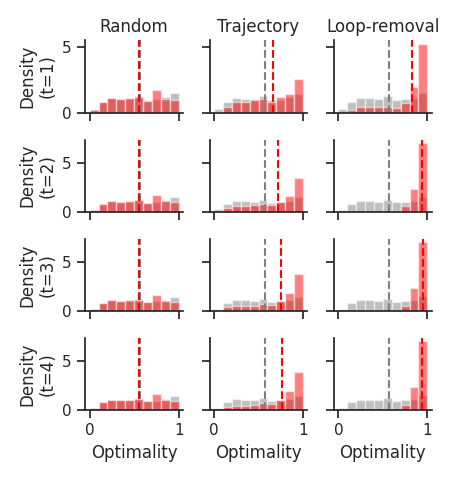 Random Trajectory Loop-removal
Density
(t=1)
5
0
Density
(t=2)
5
0
Density
(t=3)
5
0
Density
(t=4)
5
0
0 1 0 1 0 1
Optimality Optimality Optimality